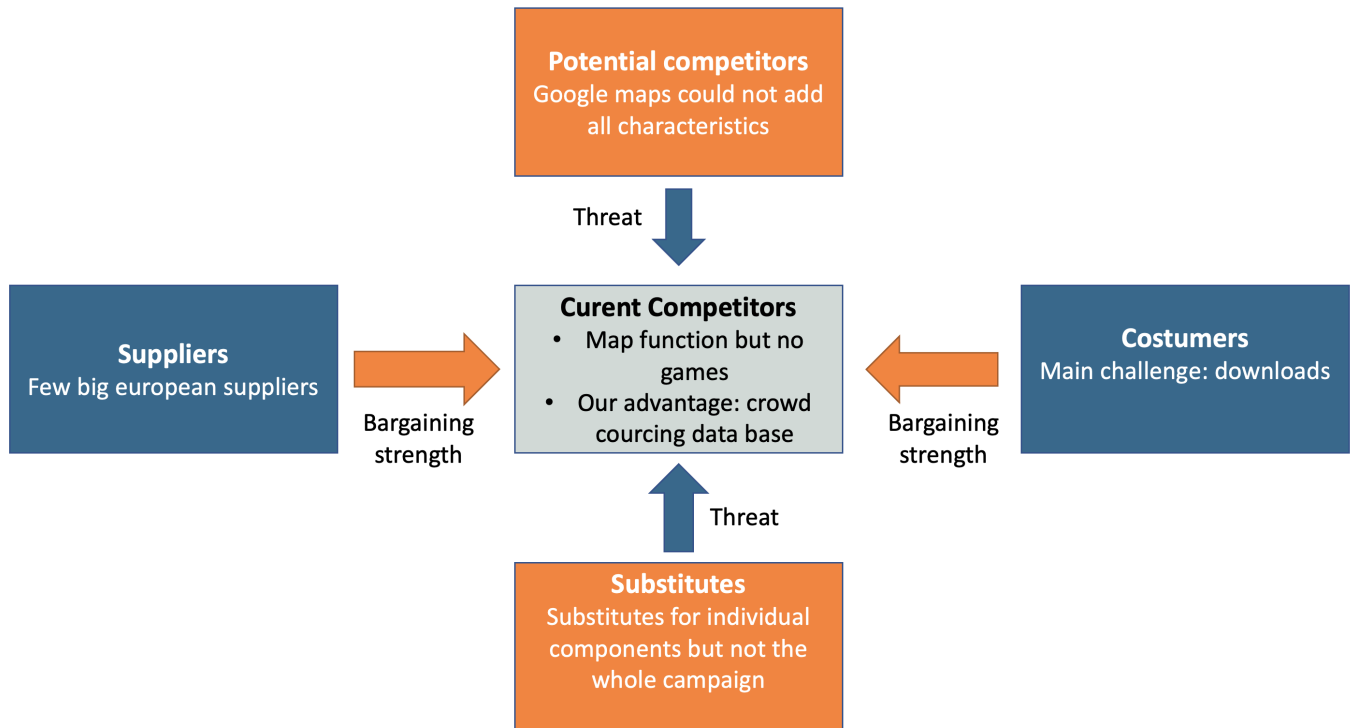 Potential competitors
Google maps could not add
all characteristics
Threat
Suppliers
Few big european suppliers
Bargaining
strength
Curent Competitors
• Map function but no
games
• Our advantage: crowd
courcing data base
Costumers
Main challenge: downloads
Bargaining
strength
Threat
Substitutes
Substitutes for individual
components but not the
whole campaign